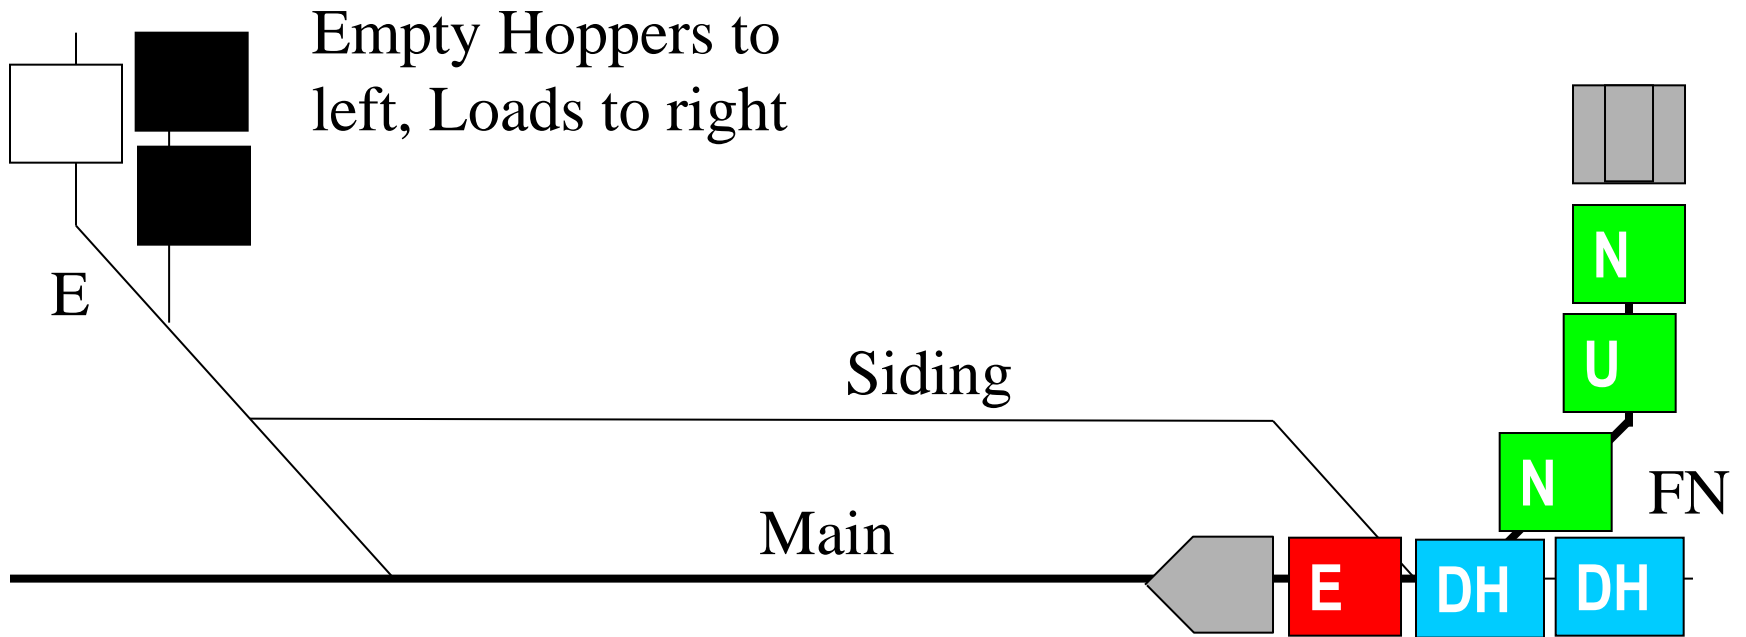 Empty Hoppers to
left, Loads to right
N
E
U
Siding
N
FN
Main
E
DH
DH